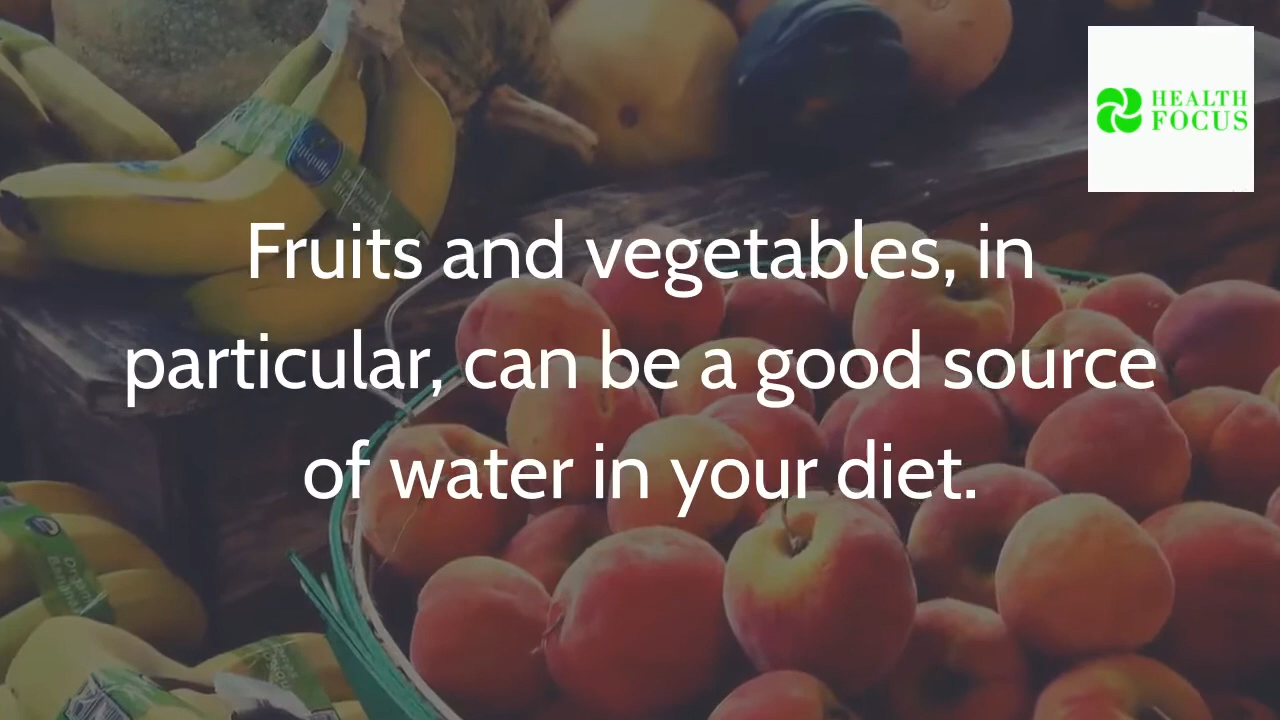 HEALTH
FOCUS
Fruits and vegetables, in
particular, can be a good source
of water in your diet.